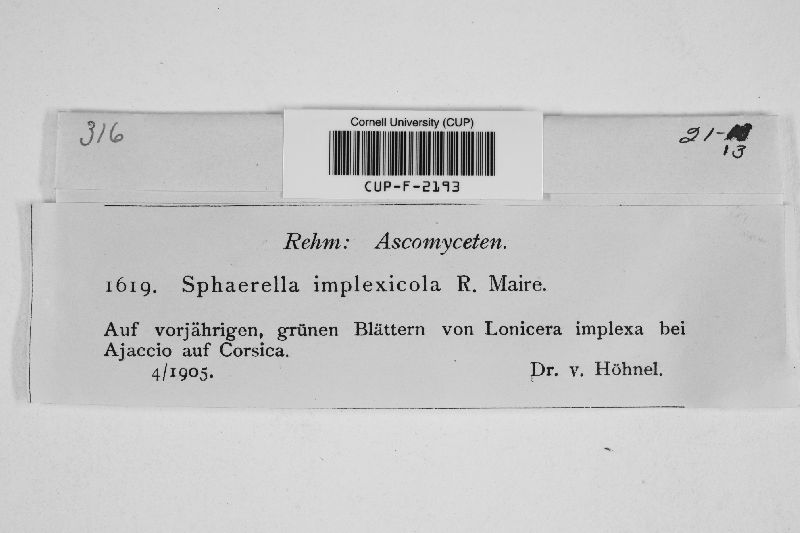 316
Cornell University (CUP)
CUP-F-2193
21-
13
Rehm: Ascomyceten.
1619. Sphaerella implexicola R. Maire.
Auf vorjährigen, grünen Blättern von Lonicera implexa bei
Ajaccio auf Corsica.
4/1905.
Dr. v. Höhnel.